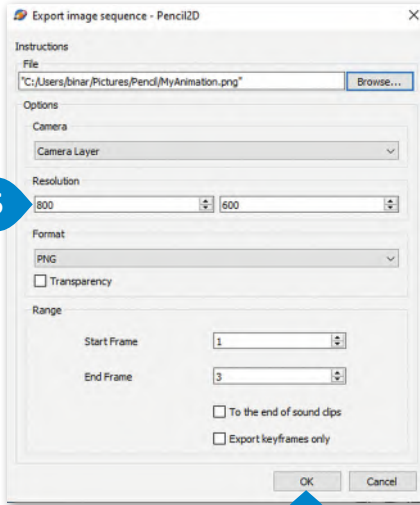 Export image sequence - Pencil2D
Instructions
File
"C:/Users/binar/Pictures/Pencil/MyAnimation.png" Browse...
Options
Camera
Camera Layer
Resolution
800 600
Format
PNG
Transparency
Range
Start Frame 1
End Frame 3
To the end of sound clips
Export keyframes only
OK Cancel